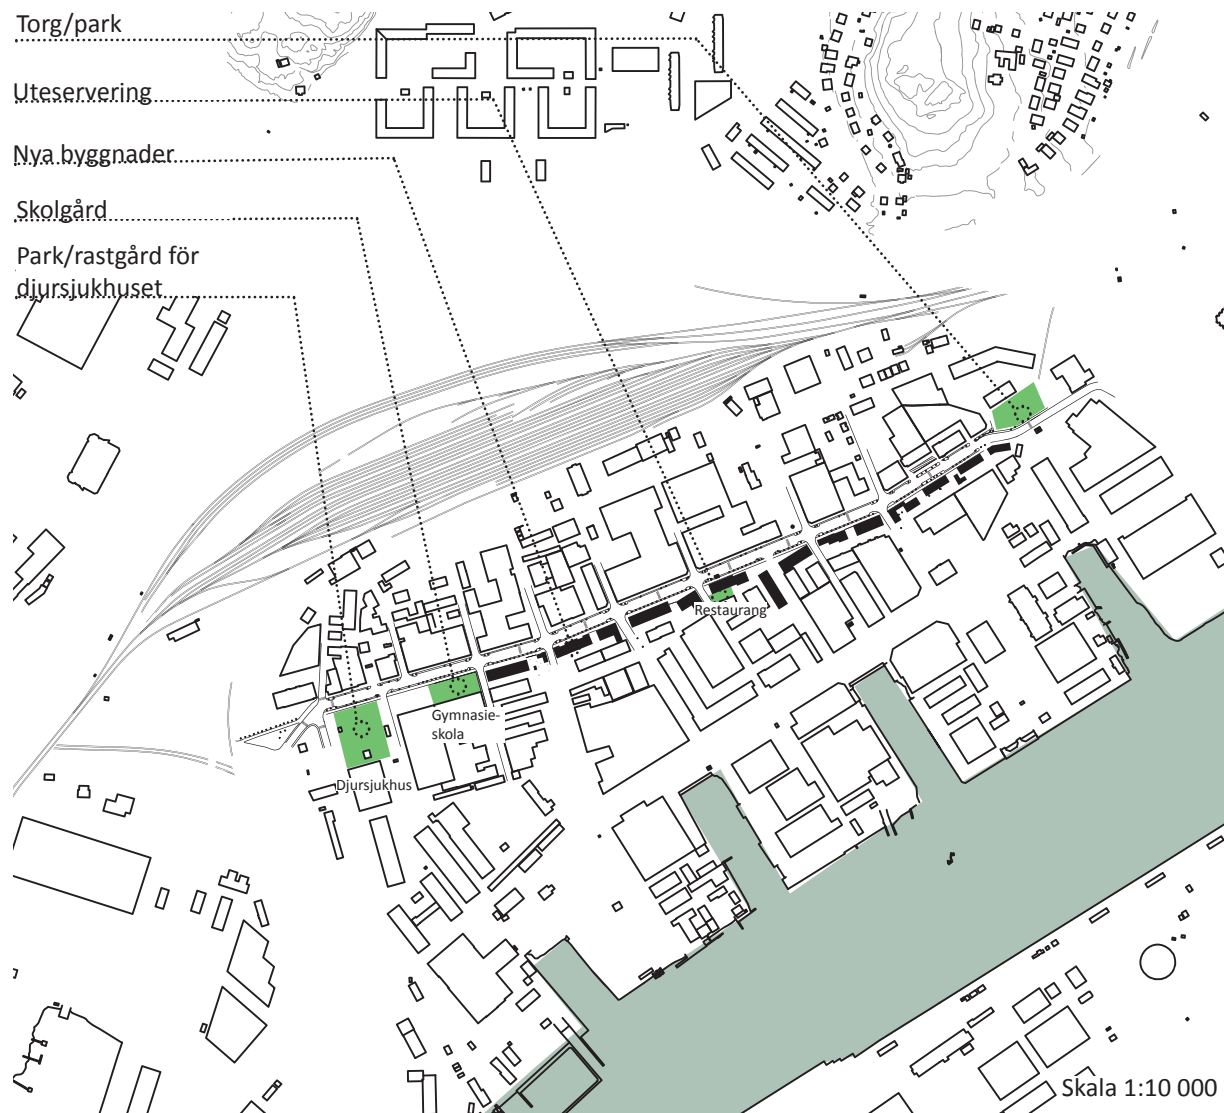 Torg/park
Uteservering
Nya byggnader
Skolgård
Park/rastgård för
djursjukhuset
Restaurang
Gymnasie-
skola
Djursjukhus
Skala 1:10 000